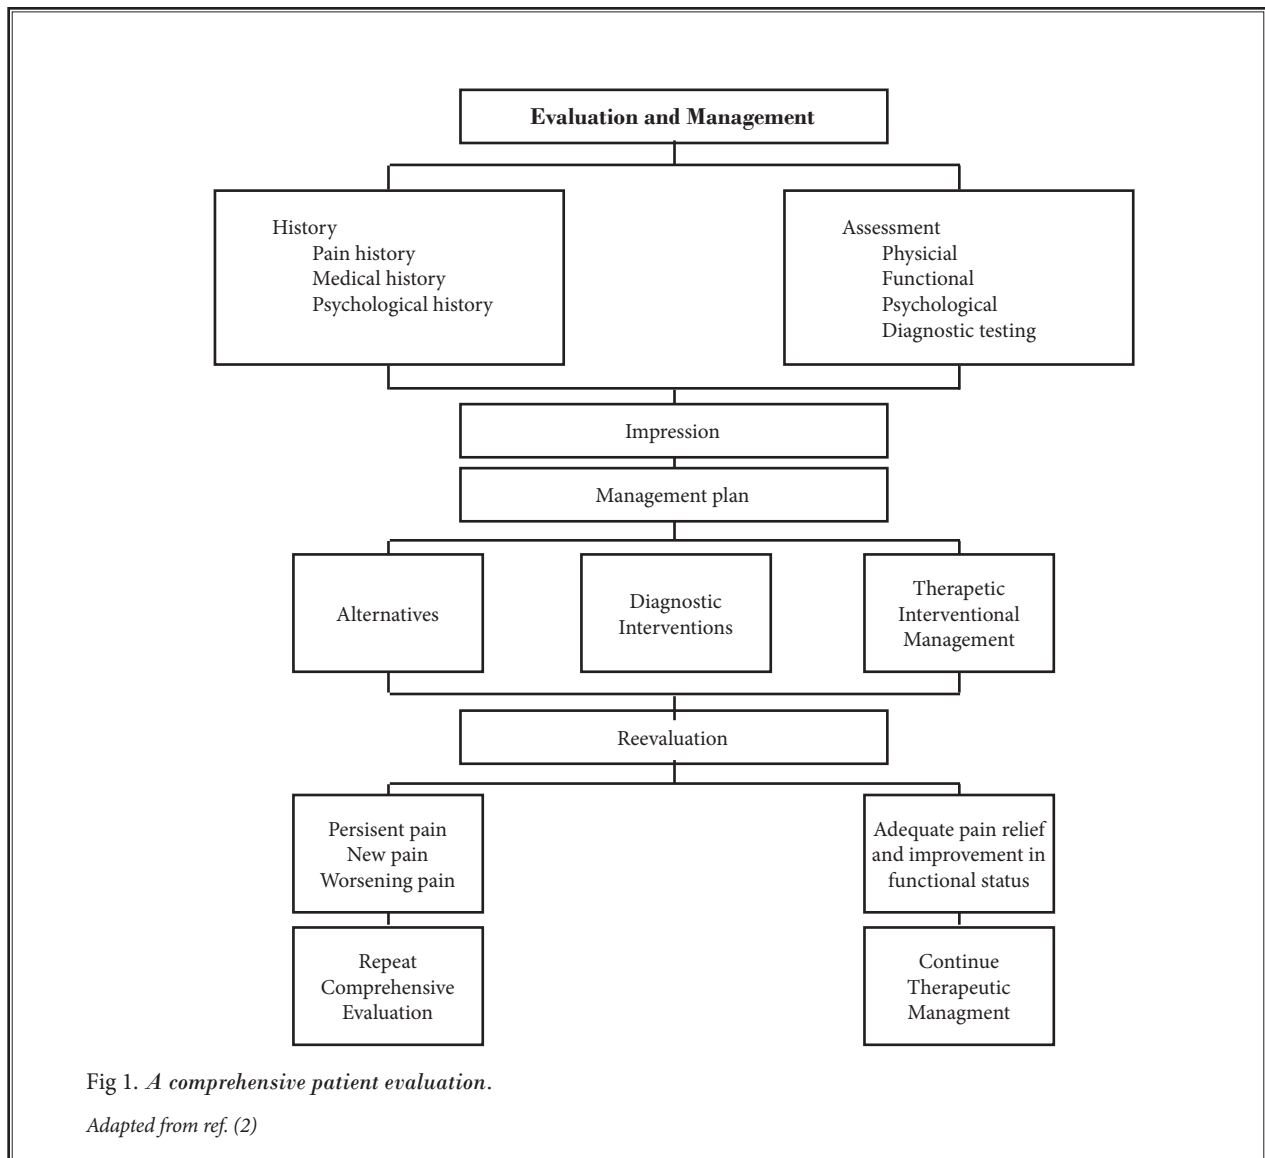 Evaluation and Management
History
Pain history
Medical history
Psychological history
Assessment
Physicial
Functional
Psychological
Diagnostic testing
Impression
Management plan
Alternatives
Diagnostic
Interventions
Therapetic
Interventional
Management
Reevaluation
Persisent pain
New pain
Worsening pain
Adequate pain relief
and improvement in
functional status
Repeat
Comprehensive
Evaluation
Continue
Therapeutic
Managment
Fig 1. A comprehensive patient evaluation.
Adapted from ref. (2)